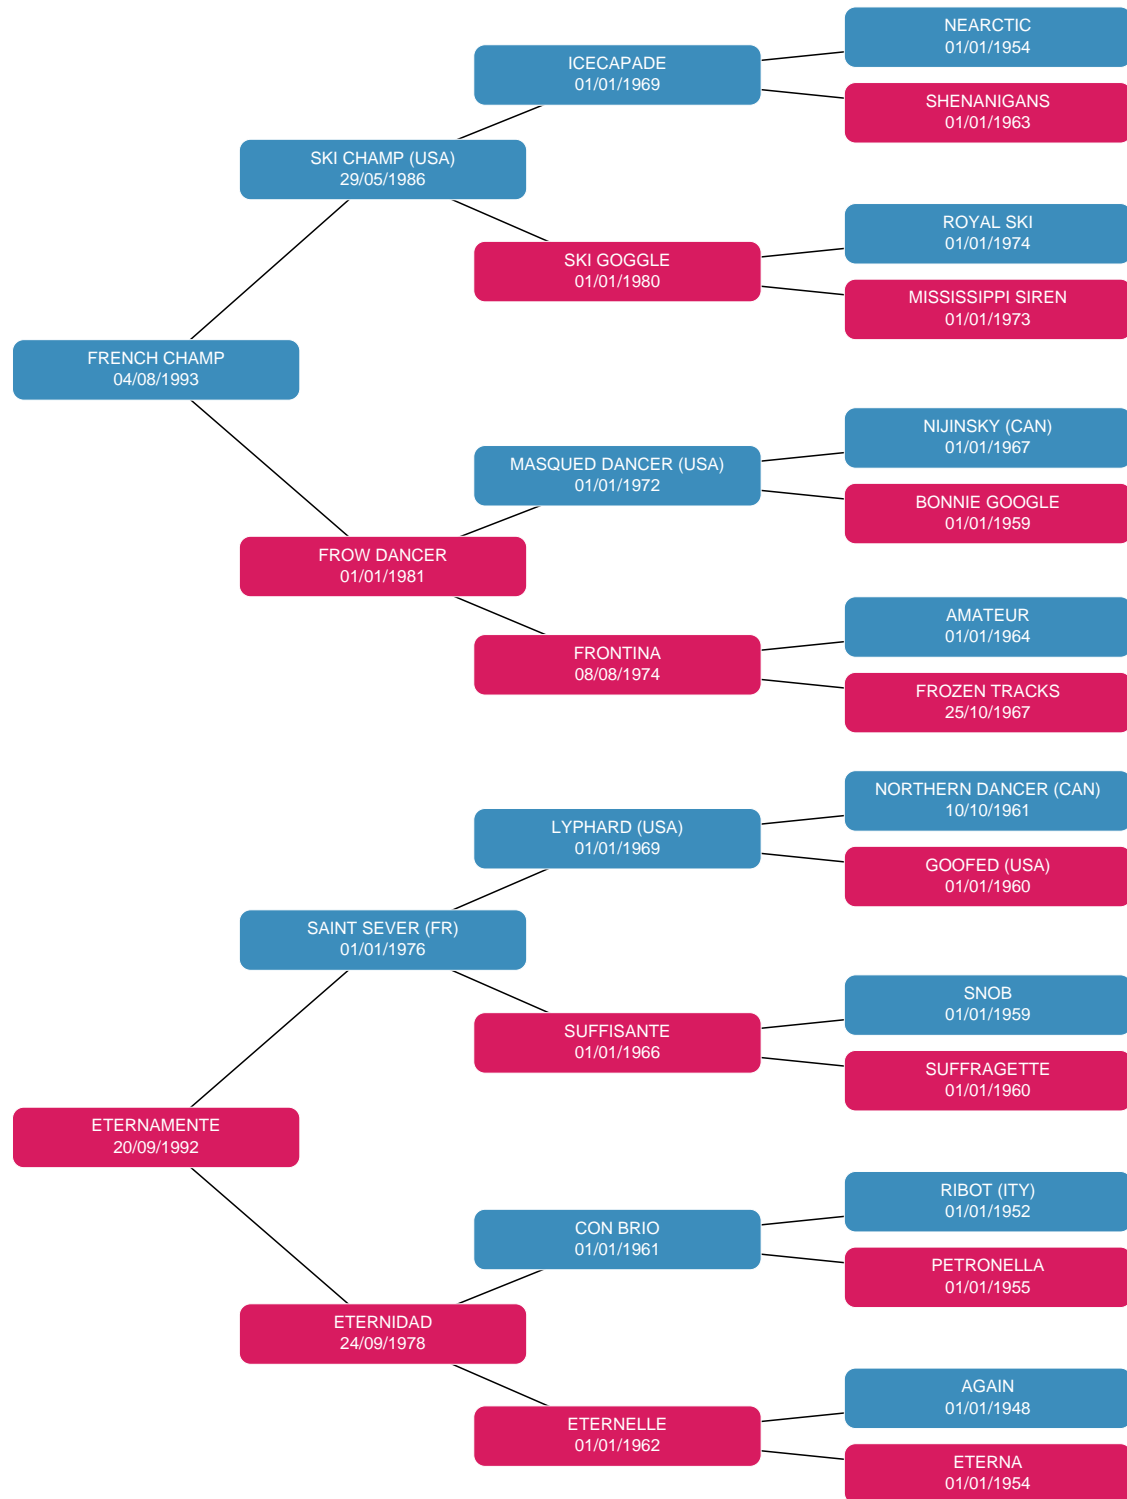 NEARCTIC
01/01/1954
ICECAPADE
01/01/1969
SHENANIGANS
01/01/1963
SKI CHAMP (USA)
29/05/1986
ROYAL SKI
01/01/1974
SKI GOGGLE
01/01/1980
MISSISSIPPI SIREN
01/01/1973
FRENCH CHAMP
04/08/1993
NIJINSKY (CAN)
01/01/1967
MASQUED DANCER (USA)
01/01/1972
BONNIE GOOGLE
01/01/1959
FROW DANCER
01/01/1981
AMATEUR
01/01/1964
FRONTINA
08/08/1974
FROZEN TRACKS
25/10/1967
NORTHERN DANCER (CAN)
10/10/1961
LYPHARD (USA)
01/01/1969
GOOFED (USA)
01/01/1960
SAINT SEVER (FR)
01/01/1976
SNOB
01/01/1959
SUFFISANTE
01/01/1966
SUFFRAGETTE
01/01/1960
ETERNAMENTE
20/09/1992
RIBOT (ITY)
01/01/1952
CON BRIO
01/01/1961
PETRONELLA
01/01/1955
ETERNIDAD
24/09/1978
AGAIN
01/01/1948
ETERNELLE
01/01/1962
ETERNA
01/01/1954